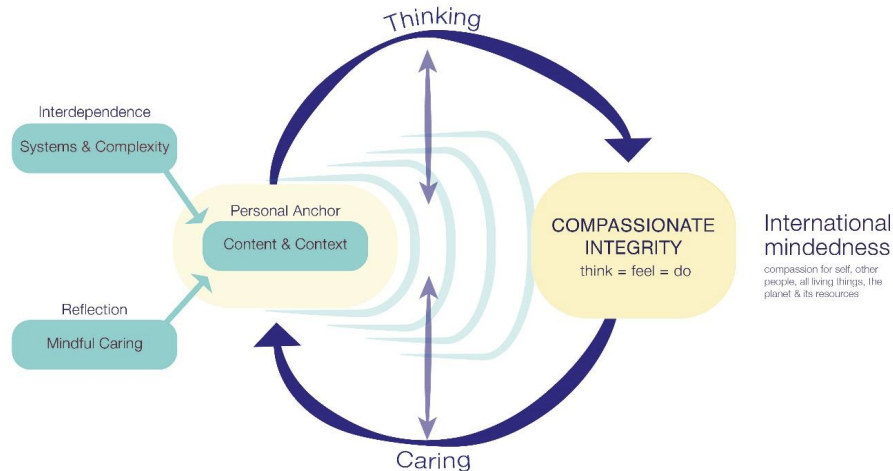 Thinking
Interdependence
Systems & Complexity
Personal Anchor
Content & Context
Reflection
Mindful Caring
COMPASSIONATE
INTEGRITY
think = feel = do
International
mindedness
compassion for self, other
people, all living things, the
planet & its resources
Caring